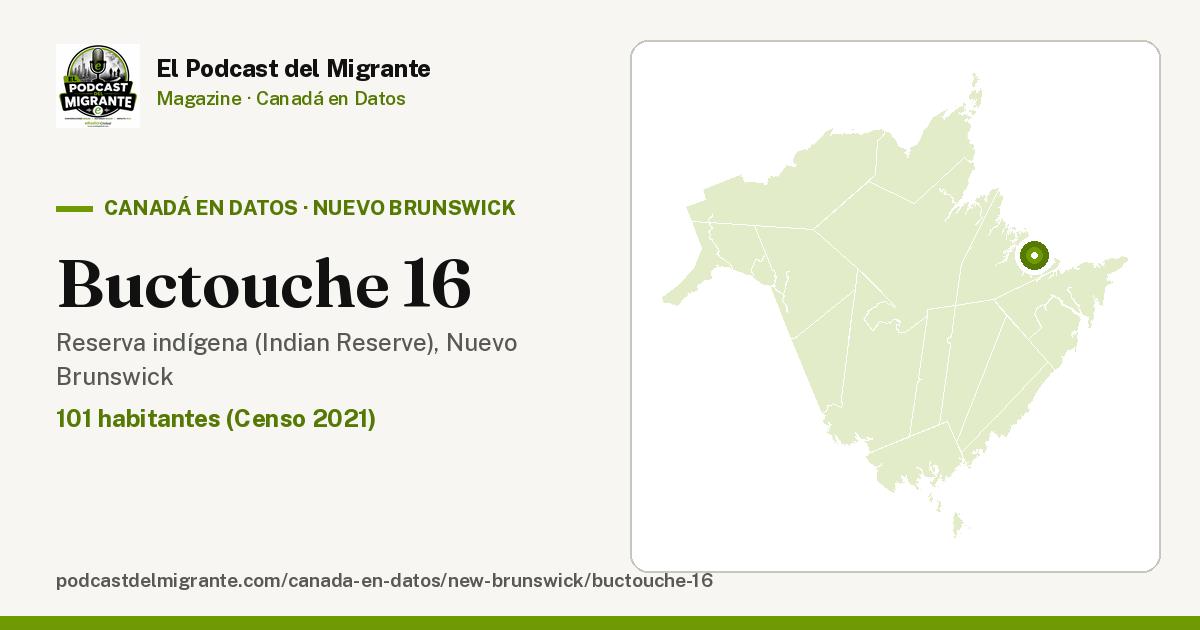 EL
PODCAST
DEL
MIGRANTE
El Podcast del Migrante
Magazine · Canadá en Datos
CANADÁ EN DATOS · NUEVO BRUNSWICK
Buctouche 16
Reserva indígena (Indian Reserve), Nuevo
Brunswick
101 habitantes (Censo 2021)
podcastdelmigrante.com/canada-en-datos/new-brunswick/buctouche-16